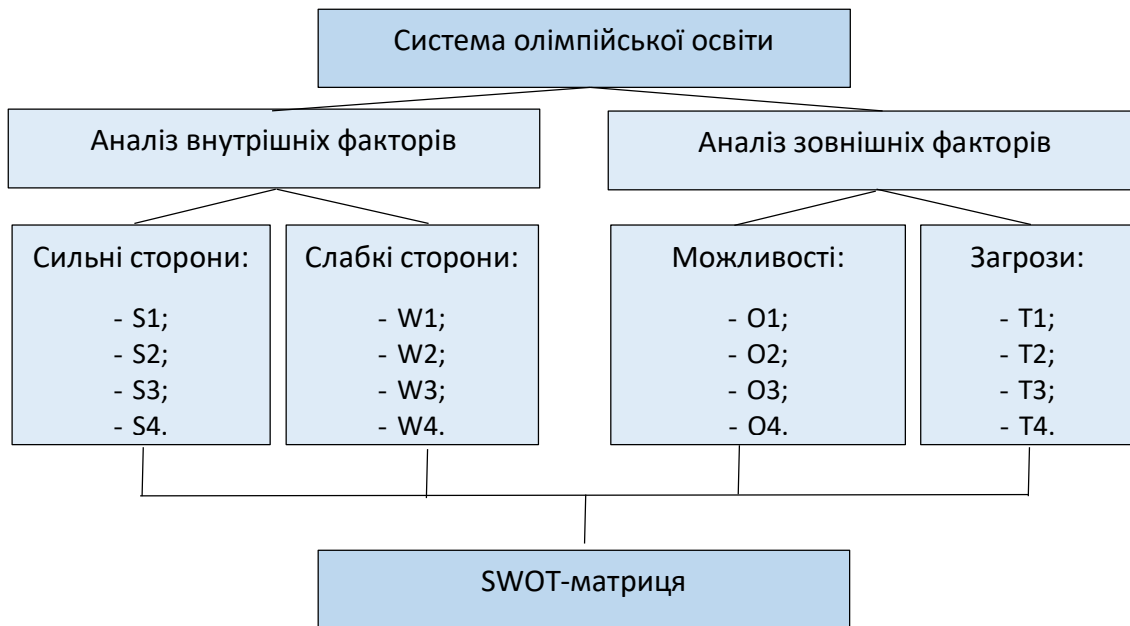 Система олімпійської освіти
Аналіз внутрішніх факторів
Аналіз зовнішніх факторів
Сильні сторони:
- S1;
- S2;
- S3;
- S4.
Слабкі сторони:
- W1;
- W2;
- W3;
- W4.
Можливості:
- O1;
- O2;
- O3;
- O4.
Загрози:
- T1;
- T2;
- T3;
- T4.
SWOT-матриця